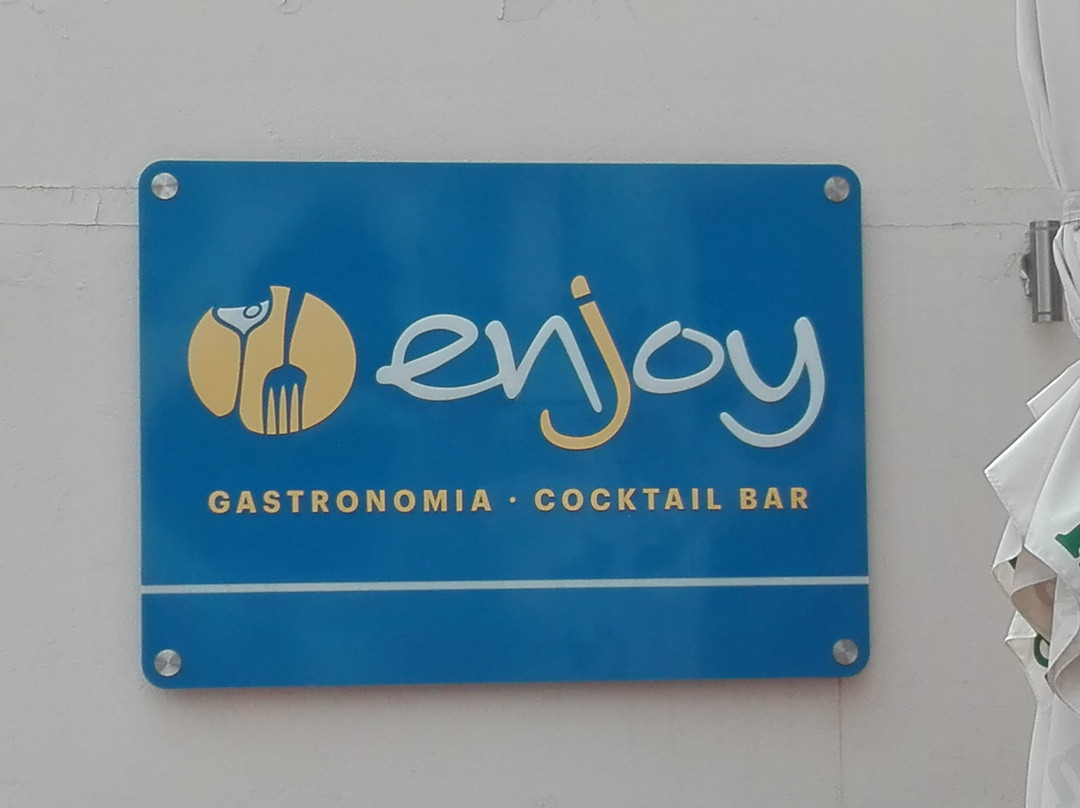 enjoy
GASTRONOMIA · COCKTAIL BAR